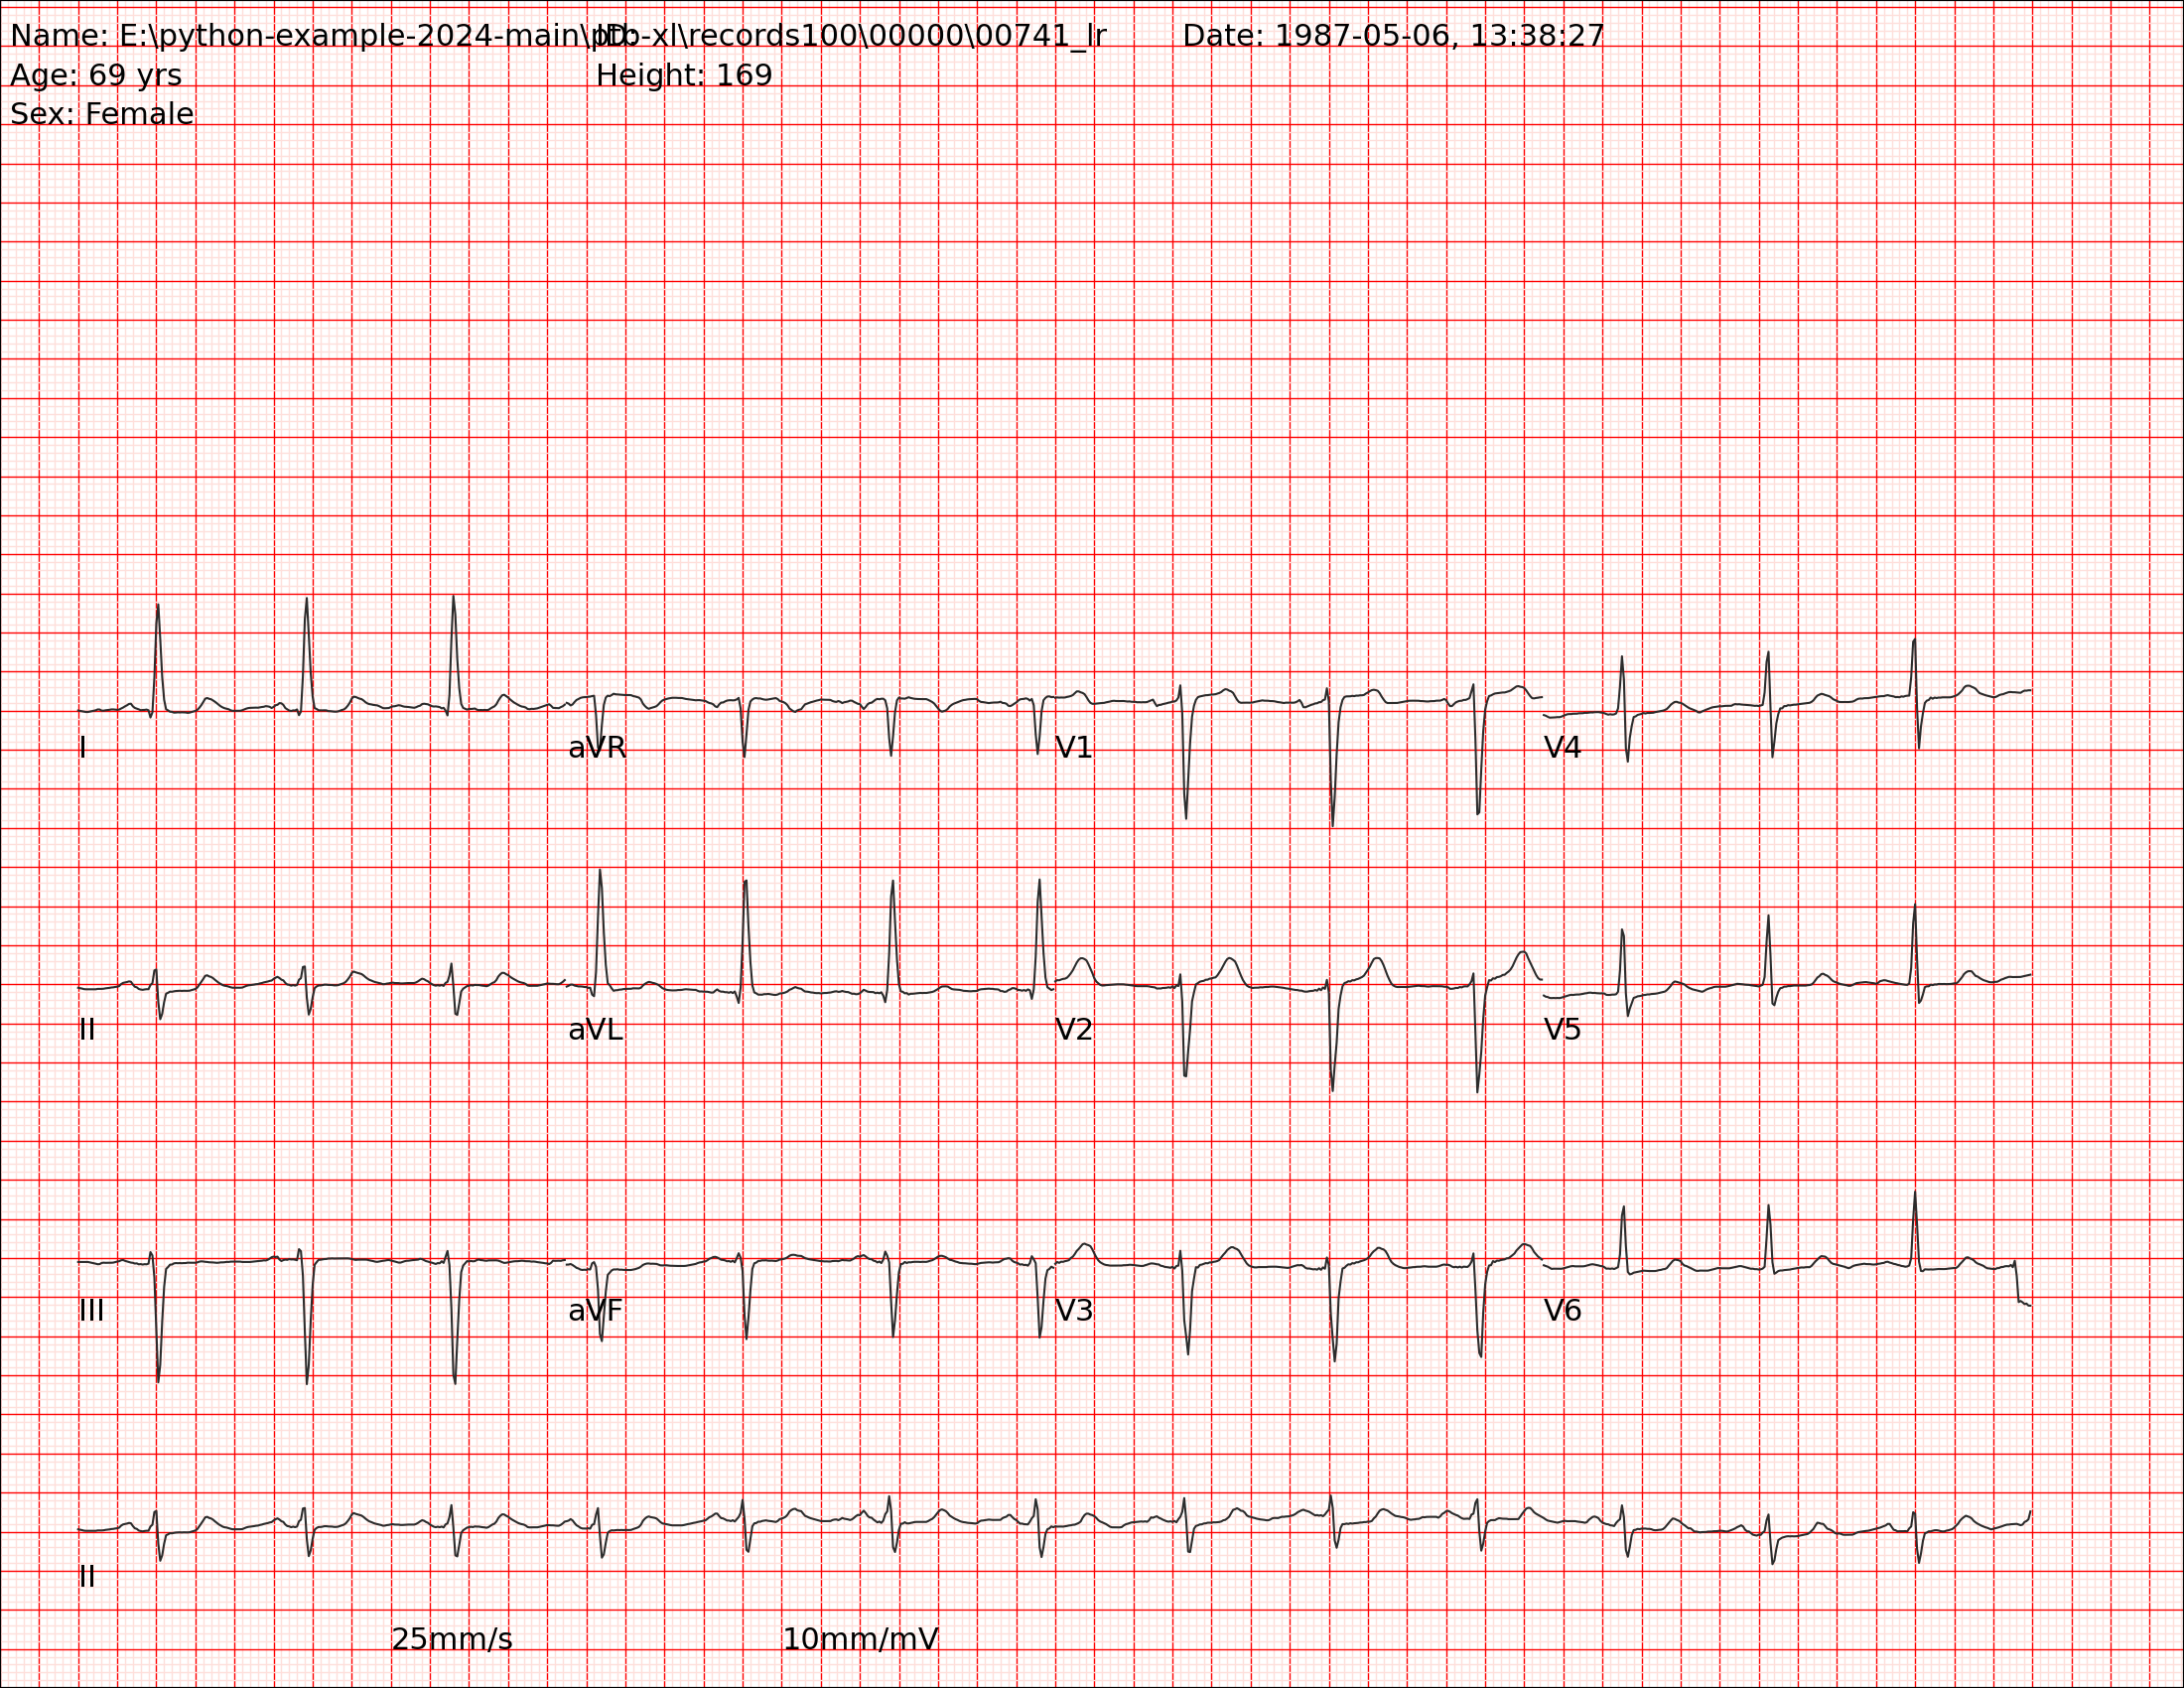 Name: E:\python-example-2024-main\ptb-xl\records100\00000\00741_lr ID: Date: 1987-05-06, 13:38:27
Age: 69 yrs Height: 169
Sex: Female
I aVR V1 V4
II aVL V2 V5
III aVF V3 V6
II
25mm/s 10mm/mV